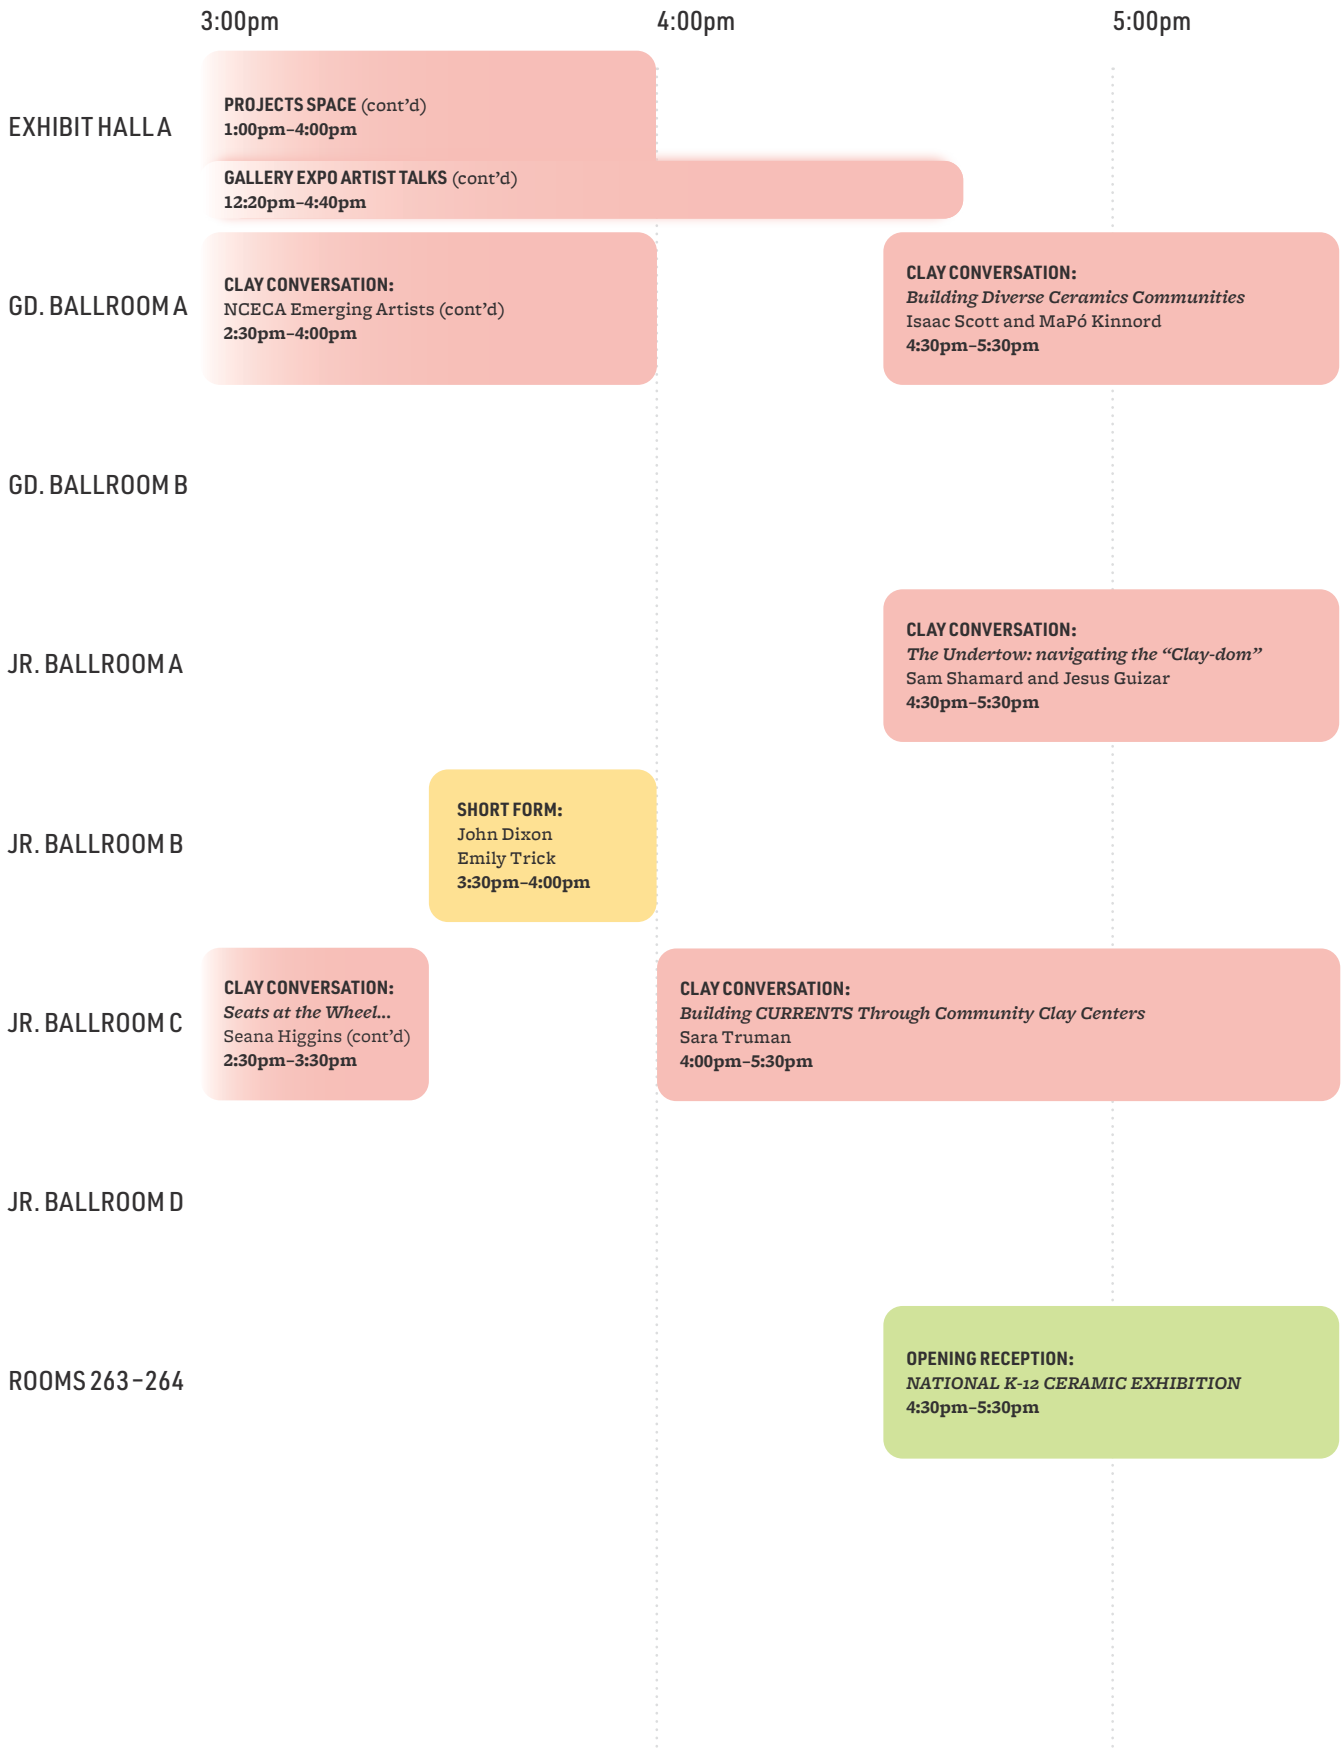 3:00pm 4:00pm 5:00pm
EXHIBIT HALL A
PROJECTS SPACE (cont’d)
1:00pm–4:00pm
GALLERY EXPO ARTIST TALKS (cont’d)
12:20pm–4:40pm
GD. BALLROOM A
CLAY CONVERSATION:
NCECA Emerging Artists (cont’d)
2:30pm–4:00pm
CLAY CONVERSATION:
Building Diverse Ceramics Communities
Isaac Scott and MaPó Kinnord
4:30pm–5:30pm
GD. BALLROOM B
JR. BALLROOM A
CLAY CONVERSATION:
The Undertow: navigating the “Clay-dom”
Sam Shamard and Jesus Guizar
4:30pm–5:30pm
JR. BALLROOM B
SHORT FORM:
John Dixon
Emily Trick
3:30pm–4:00pm
JR. BALLROOM C
CLAY CONVERSATION:
Seats at the Wheel...
Seana Higgins (cont’d)
2:30pm–3:30pm
CLAY CONVERSATION:
Building CURRENTS Through Community Clay Centers
Sara Truman
4:00pm–5:30pm
JR. BALLROOM D
ROOMS 263–264
OPENING RECEPTION:
NATIONAL K-12 CERAMIC EXHIBITION
4:30pm–5:30pm